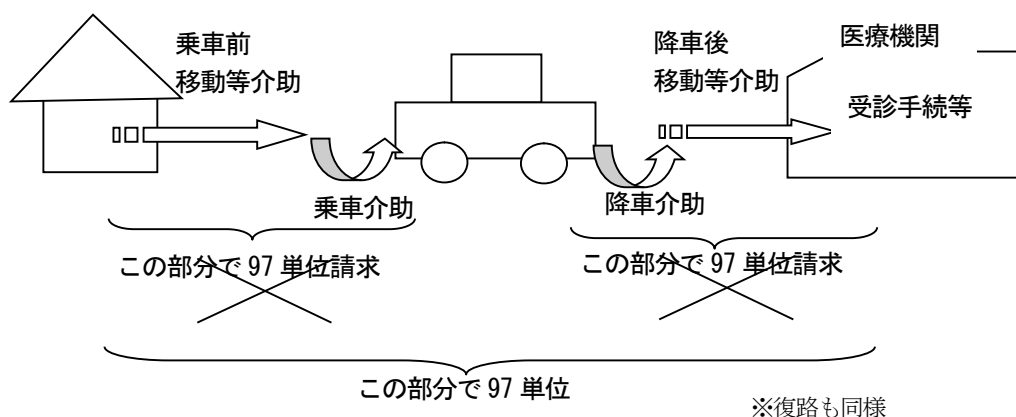 乗車前
移動等介助
降車後
移動等介助
医療機関
受診手続等
乗車介助
降車介助
この部分で 97 単位請求
この部分で 97 単位請求
この部分で 97 単位
※復路も同様